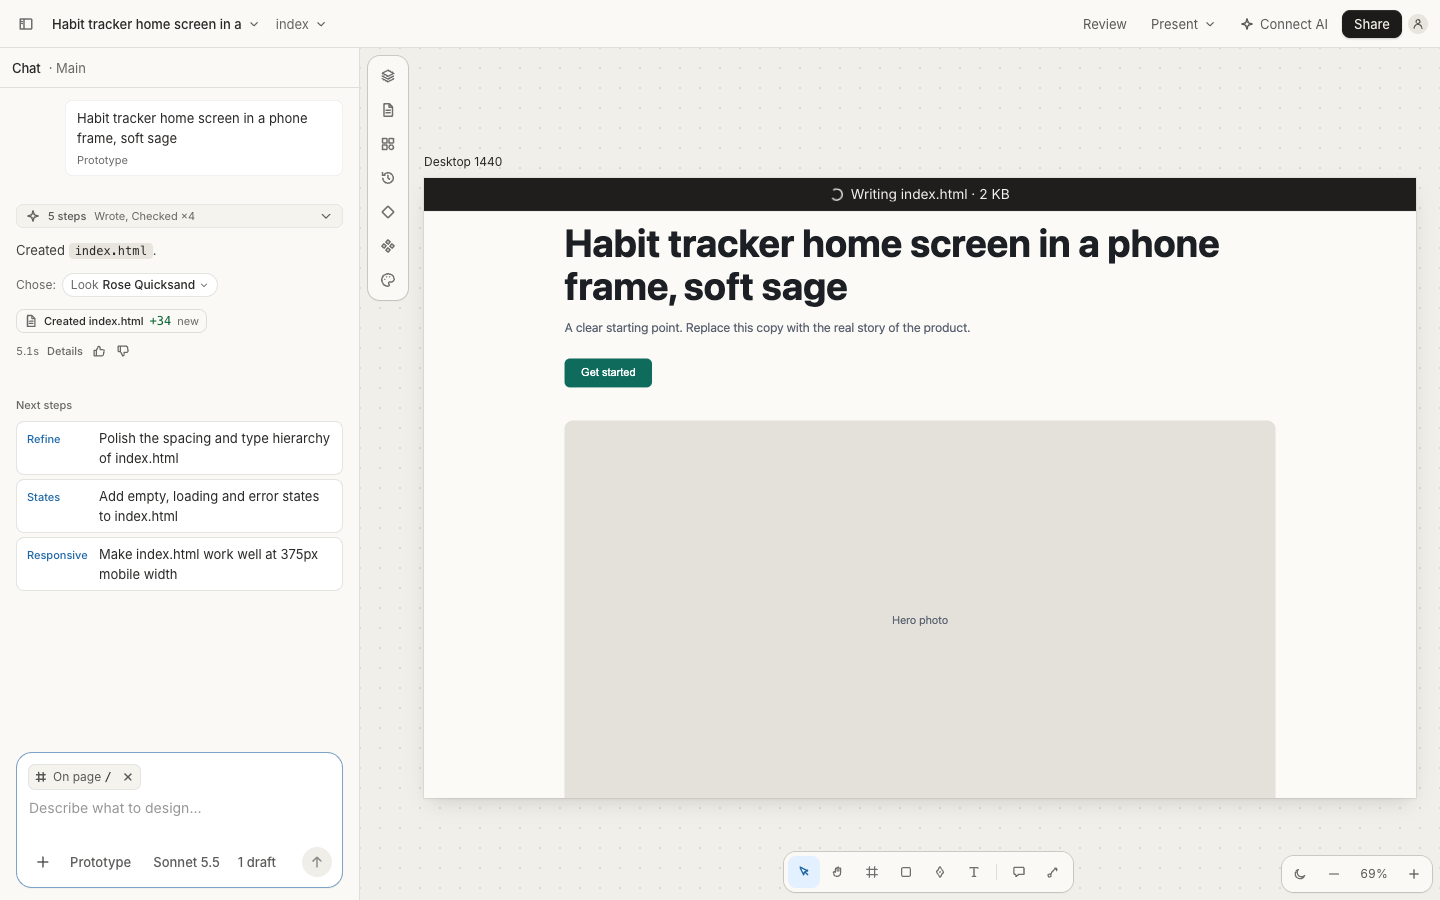 Habit tracker home screen in a
index
Review
Present
Connect AI
Share
Chat · Main
Habit tracker home screen in a phone
frame, soft sage
Prototype
5 steps Wrote, Checked ×4
Created index.html.
Chose: Look Rose Quicksand
Created index.html +34 new
5.1s Details
Next steps
Refine Polish the spacing and type hierarchy
of index.html
States Add empty, loading and error states
to index.html
Responsive Make index.html work well at 375px
mobile width
On page /
Describe what to design...
Prototype Sonnet 5.5 1 draft
Desktop 1440
Writing index.html · 2 KB
Habit tracker home screen in a phone
frame, soft sage
A clear starting point. Replace this copy with the real story of the product.
Get started
Hero photo
69%